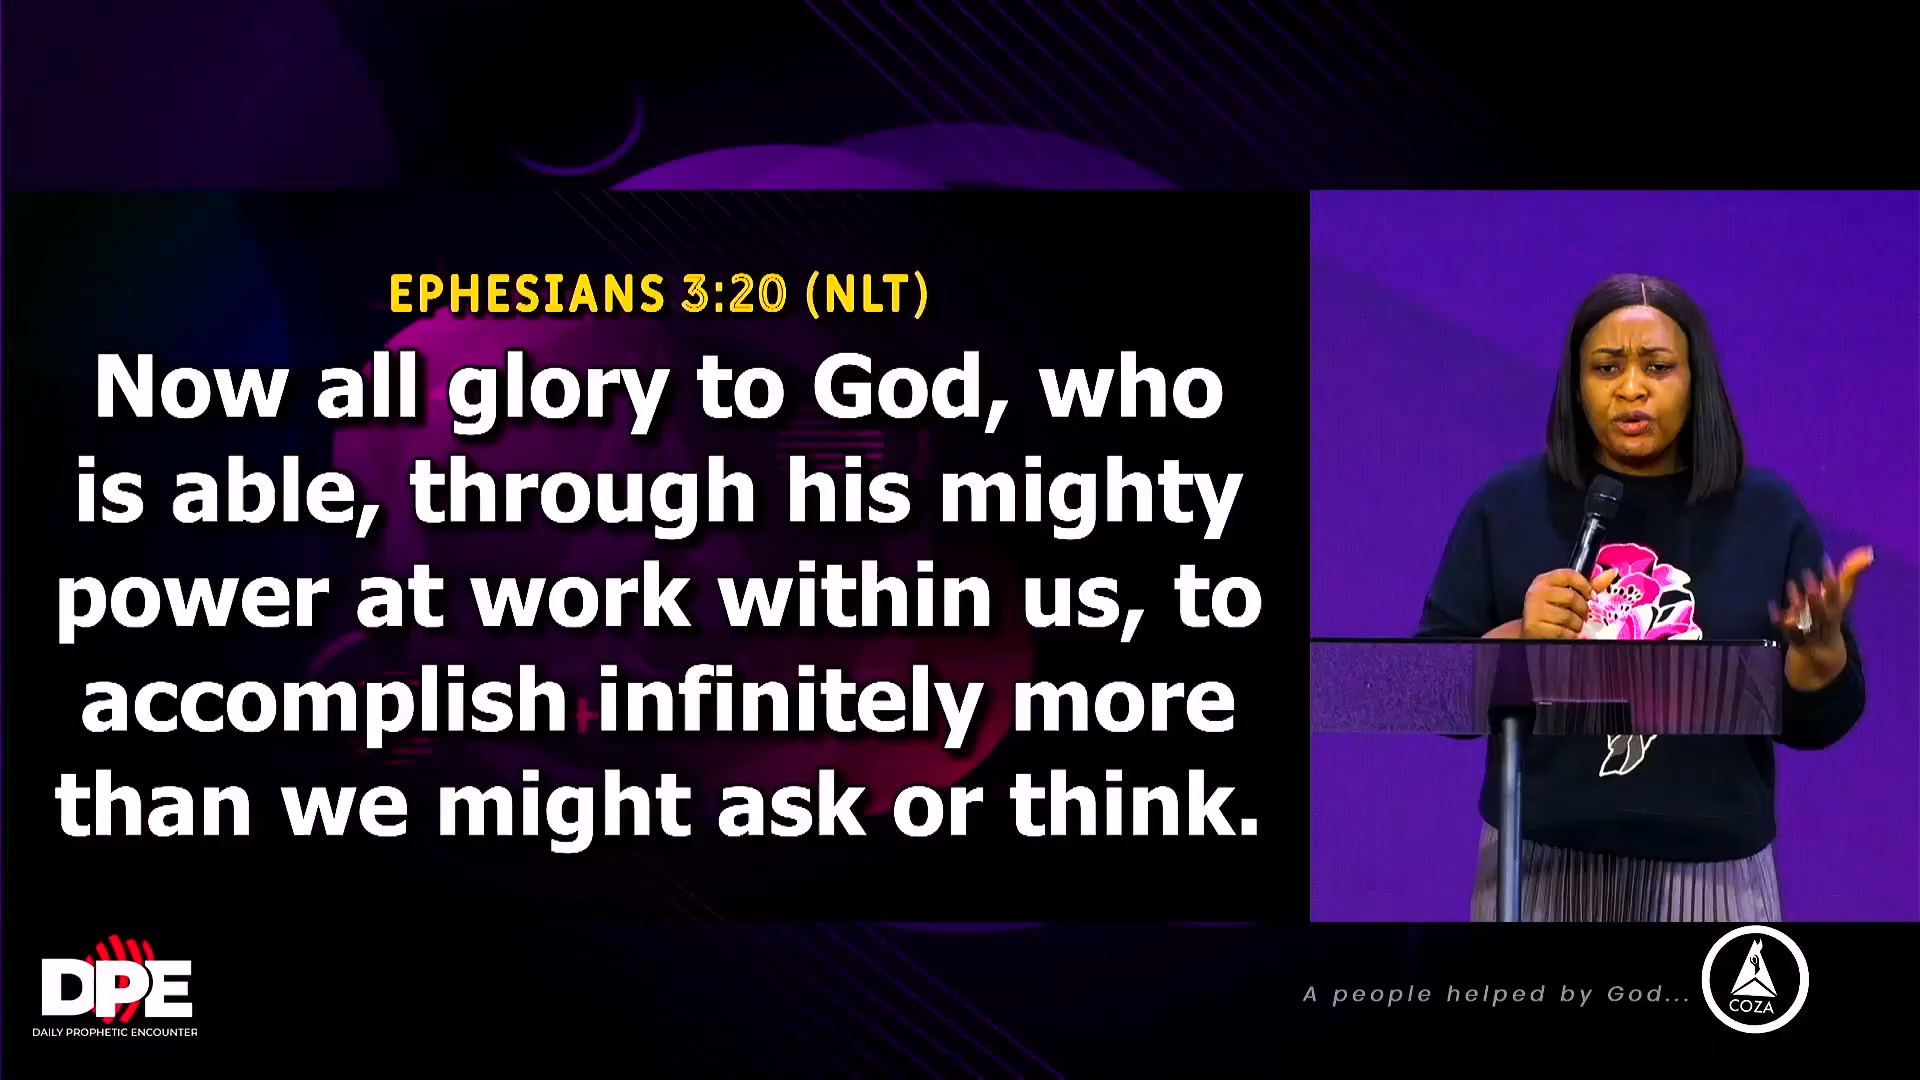 EPHESIANS 3:20 (NLT)
Now all glory to God, who
is able, through his mighty
power at work within us, to
accomplish infinitely more
than we might ask or think.
DPE
DAILY PROPHETIC ENCOUNTER
A people helped by God...
COZA